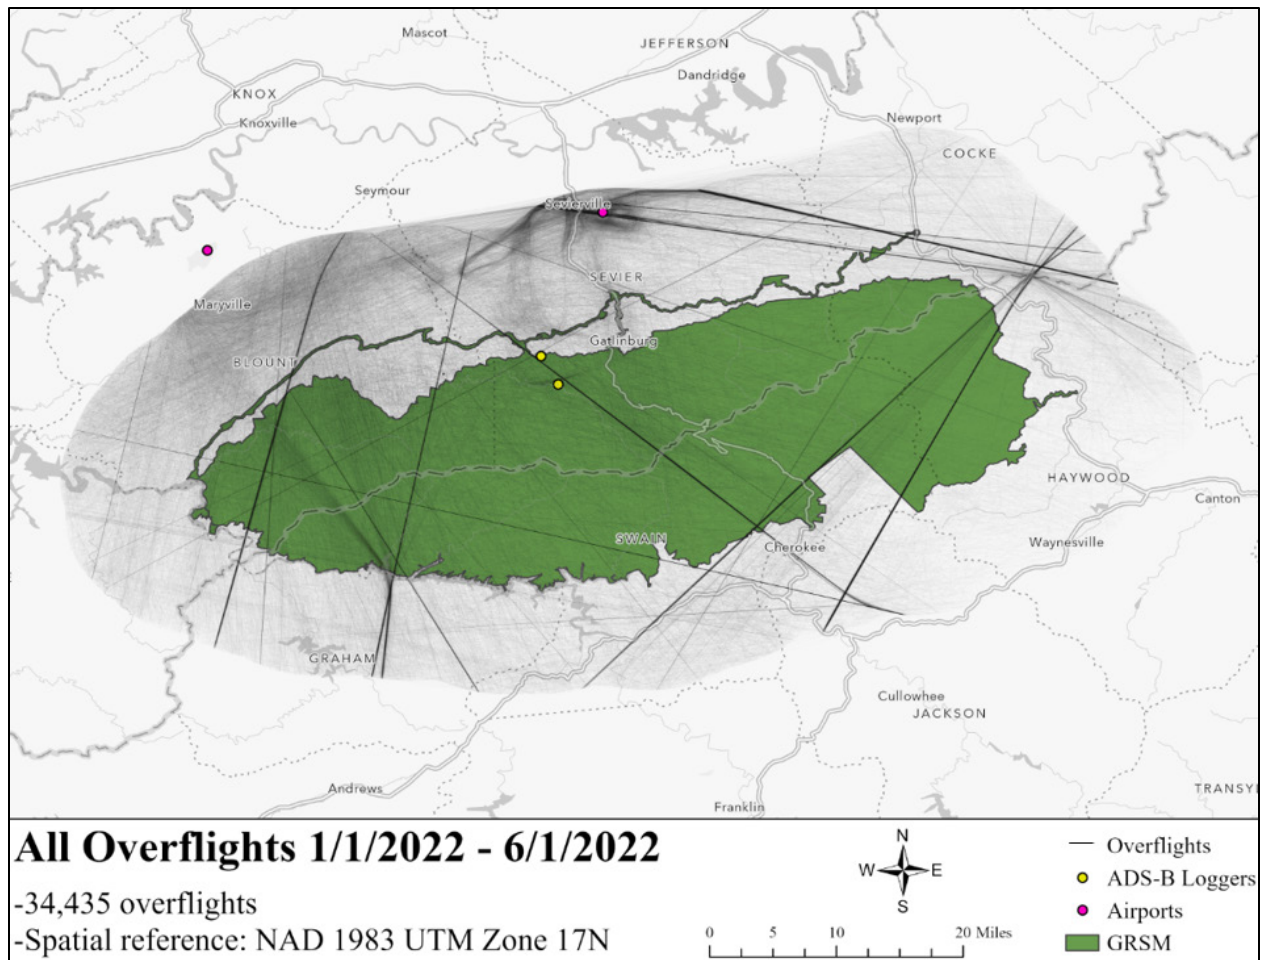 Mascot
JEFFERSON
Dandridge
KNOX
Knoxville
Newport
COCKE
Seymour
Sevierville
SEVIER
Maryville
Gatlinburg
BLOUNT
HAYWOOD
Canton
SWAIN
Cherokee
Waynesville
GRAHAM
Cullowhee
JACKSON
Andrews
TRANSY
Franklin
All Overflights 1/1/2022 - 6/1/2022
-34,435 overflights
-Spatial reference: NAD 1983 UTM Zone 17N
N
W E
S
0 5 10 20 Miles
Overflights
ADS-B Loggers
Airports
GRSM